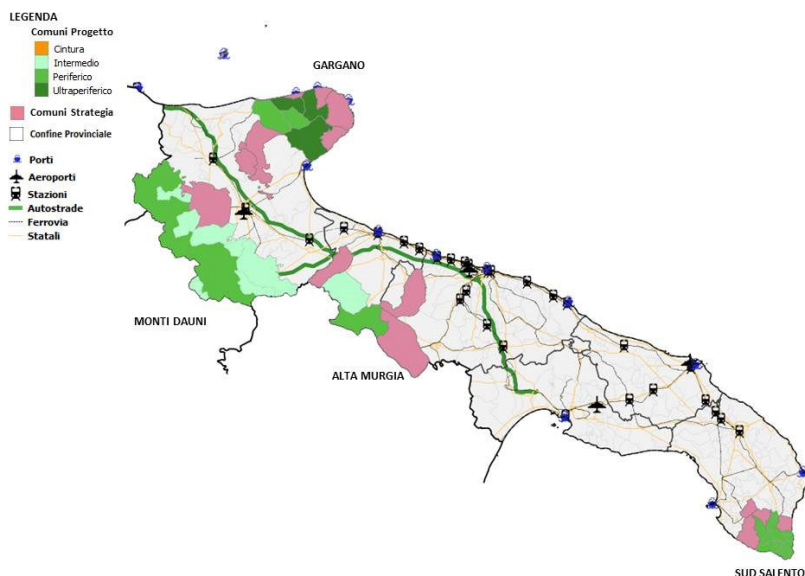 LEGENDA
Comuni Progetto
Cintura
Intermedio
Periferico
Ultraperiferico
Comuni Strategia
Confine Provinciale
Porti
Aeroporti
Stazioni
Autostrade
Ferrovia
Statali
GARGANO
MONTI DAUNI
ALTA MURGIA
SUD SALENTO